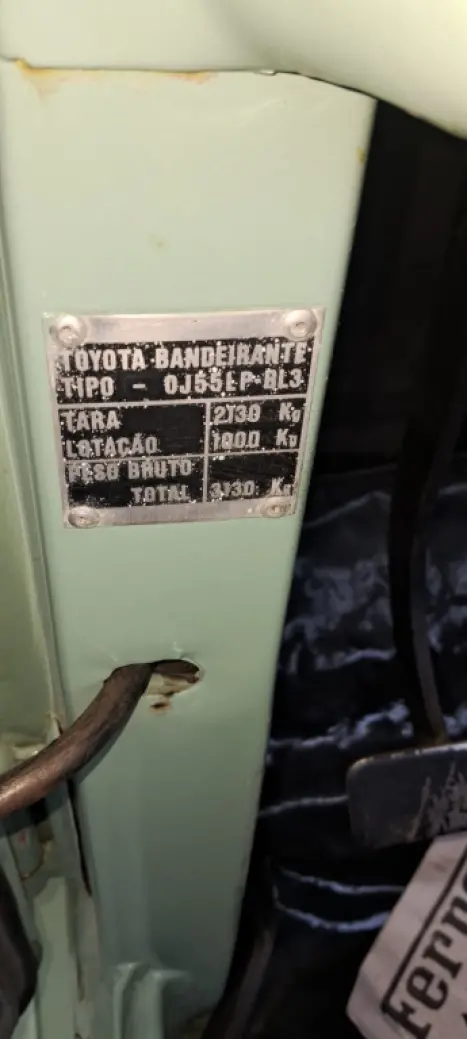 TOYOTA BANDEIRANTE
TIPO - OJ55LP-BL3
TARA 2130 Kg
LOTAÇÃO 1000 Kg
PESO BRUTO
TOTAL 3130 Kg